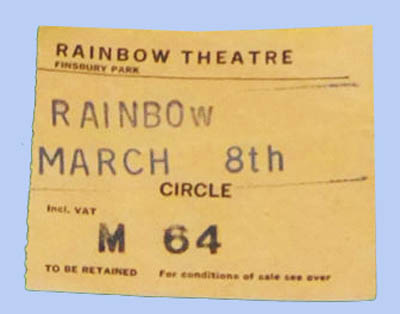 RAINBOW THEATRE
FINSBURY PARK
RAINBOW
MARCH 8th
CIRCLE
Incl. VAT
M 64
TO BE RETAINED For conditions of sale see over